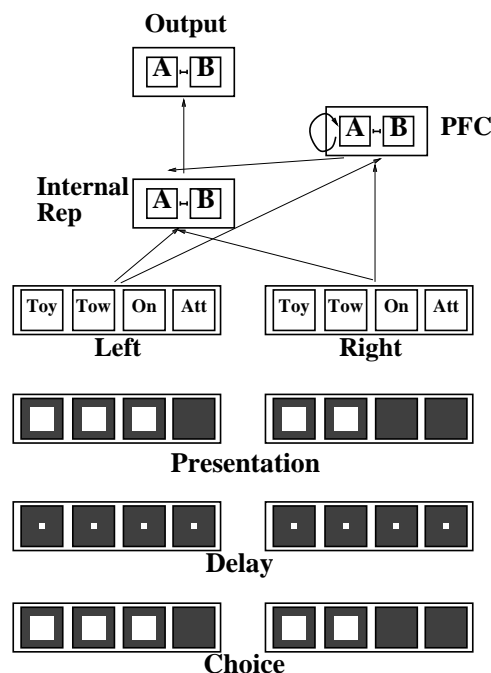 Output
A B
A B PFC
Internal
Rep
A B
Toy Tow On Att Toy Tow On Att
Left Right
Presentation
Delay
Choice